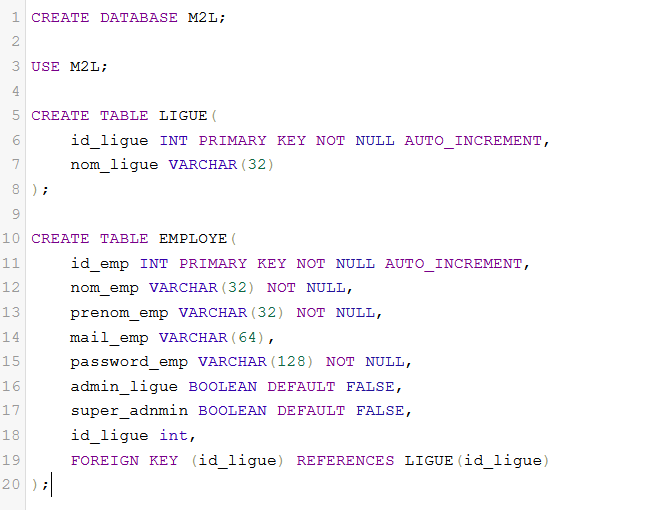 1 CREATE DATABASE M2L;
2
3 USE M2L;
4
5 CREATE TABLE LIGUE(
6 id_ligue INT PRIMARY KEY NOT NULL AUTO_INCREMENT,
7 nom_ligue VARCHAR(32)
8 );
9
10 CREATE TABLE EMPLOYE(
11 id_emp INT PRIMARY KEY NOT NULL AUTO_INCREMENT,
12 nom_emp VARCHAR(32) NOT NULL,
13 prenom_emp VARCHAR(32) NOT NULL,
14 mail_emp VARCHAR(64),
15 password_emp VARCHAR(128) NOT NULL,
16 admin_ligue BOOLEAN DEFAULT FALSE,
17 super_adnmin BOOLEAN DEFAULT FALSE,
18 id_ligue int,
19 FOREIGN KEY (id_ligue) REFERENCES LIGUE(id_ligue)
20 );